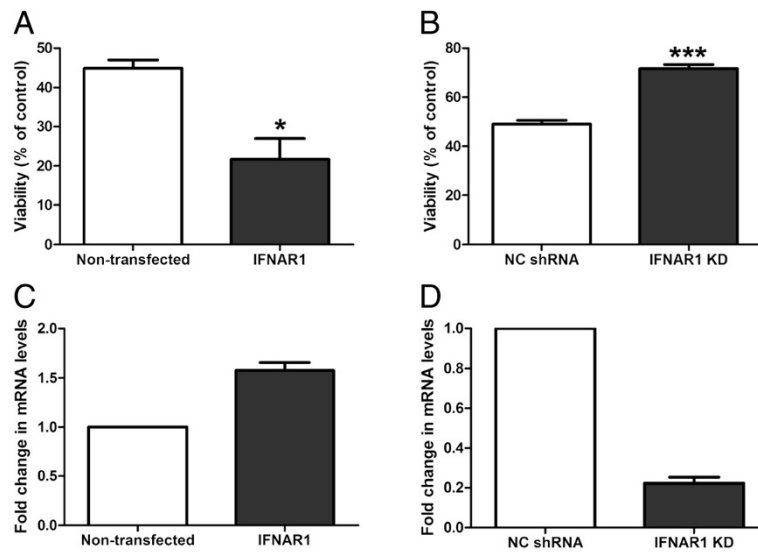 A
Viability (% of control)
50
40
30
20
10
0
*
Non-transfected
IFNAR1
B
Viability (% of control)
80
60
40
20
0
***
NC shRNA
IFNAR1 KD
C
Fold change in mRNA levels
2.0
1.5
1.0
0.5
0.0
Non-transfected
IFNAR1
D
Fold change in mRNA levels
1.0
0.8
0.6
0.4
0.2
0.0
NC shRNA
IFNAR1 KD